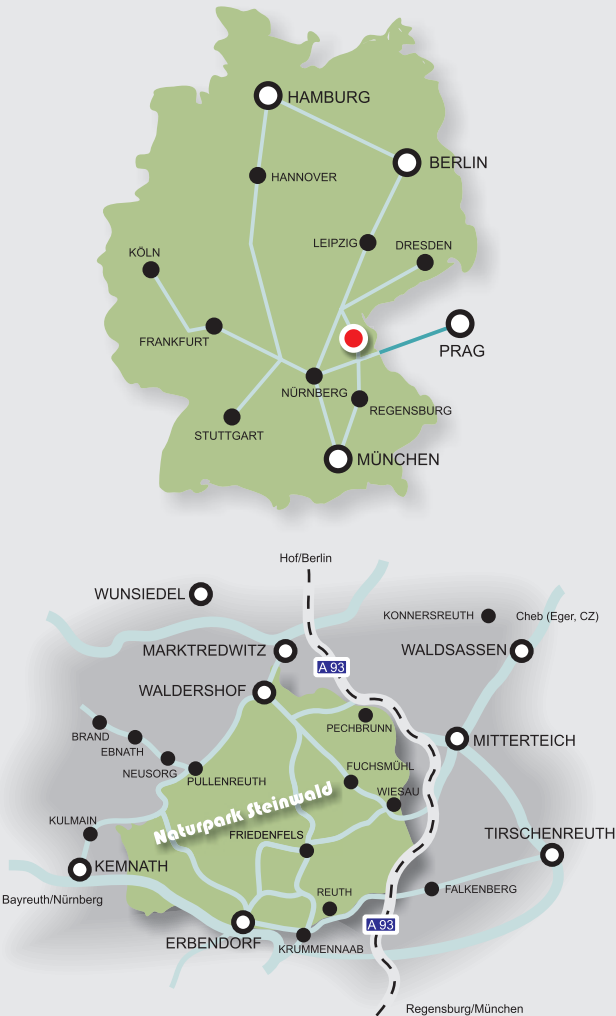 HAMBURG
BERLIN
HANNOVER
LEIPZIG
DRESDEN
KÖLN
FRANKFURT
PRAG
NÜRNBERG
REGENSBURG
STUTTGART
MÜNCHEN
Hof/Berlin
WUNSIEDEL
KONNERSREUTH
Cheb (Eger, CZ)
MARKTREDWITZ
WALDSASSEN
A 93
WALDERSHOF
PECHBRUNN
BRAND
EBNATH
MITTERTEICH
NEUSORG
PULLENREUTH
FUCHSMÜHL
WIESAU
Naturpark Steinwald
KULMAIN
FRIEDENFELS
TIRSCHENREUTH
KEMNATH
Bayreuth/Nürnberg
REUTH
FALKENBERG
A 93
ERBENDORF
KRUMMENNAAB
Regensburg/München